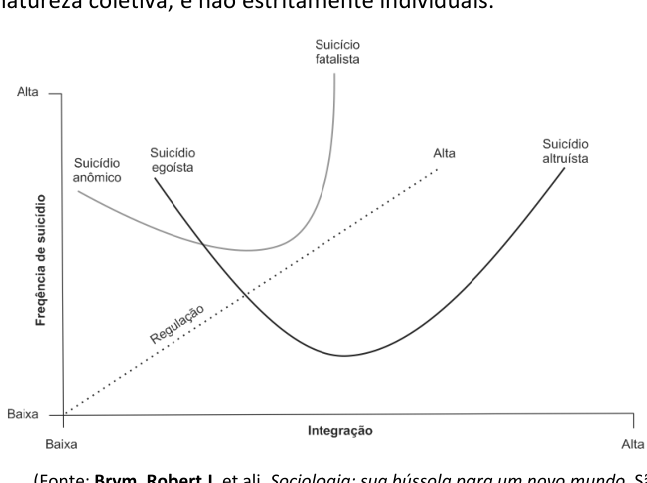 natureza coletiva, e não estritamente individuais.
Suicício
fatalista
Alta
Suicídio
anômico
Suicídio
egoísta
Alta
Suicídio
altruísta
Freqência de suicídio
Regulação
Baixa
Integração
Baixa
Alta
(Fonte: Brym, Robert J. et ali. Sociologia: sua bússola para um novo mundo. Sã